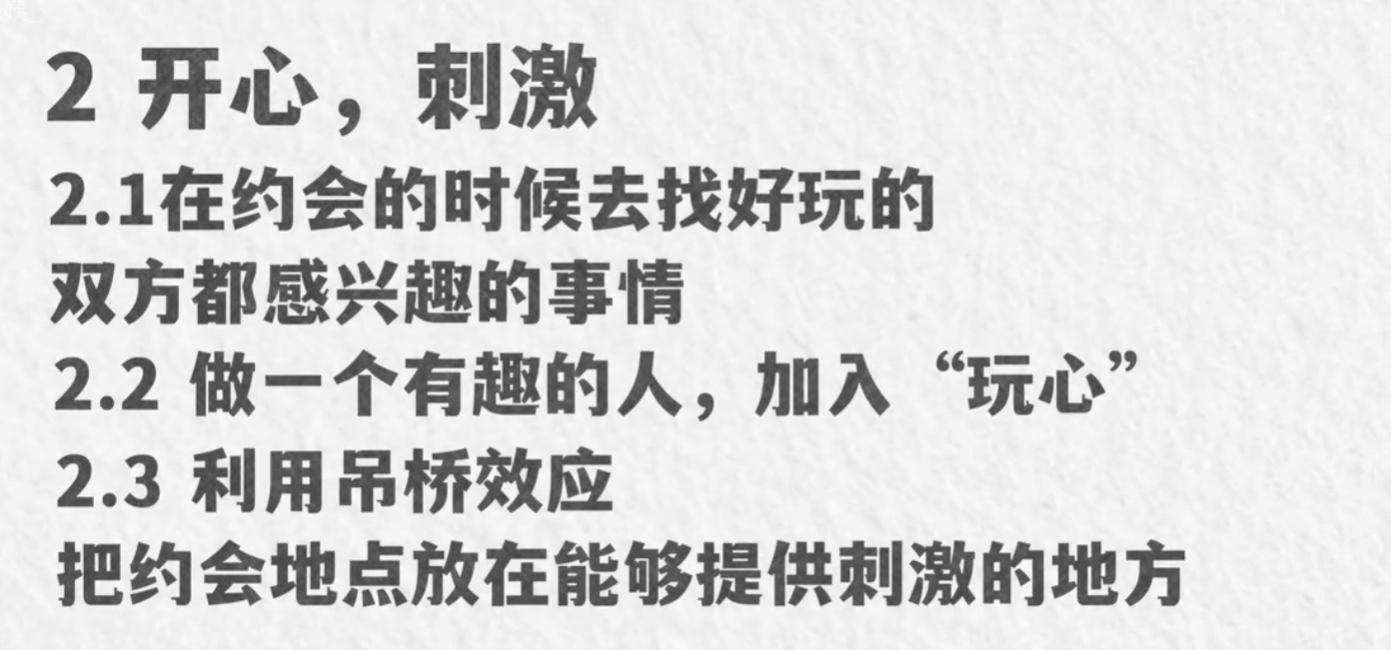 2 开心，刺激
2.1在约会的时候去找好玩的
双方都感兴趣的事情
2.2 做一个有趣的人，加入“玩心”
2.3 利用吊桥效应
把约会地点放在能够提供刺激的地方